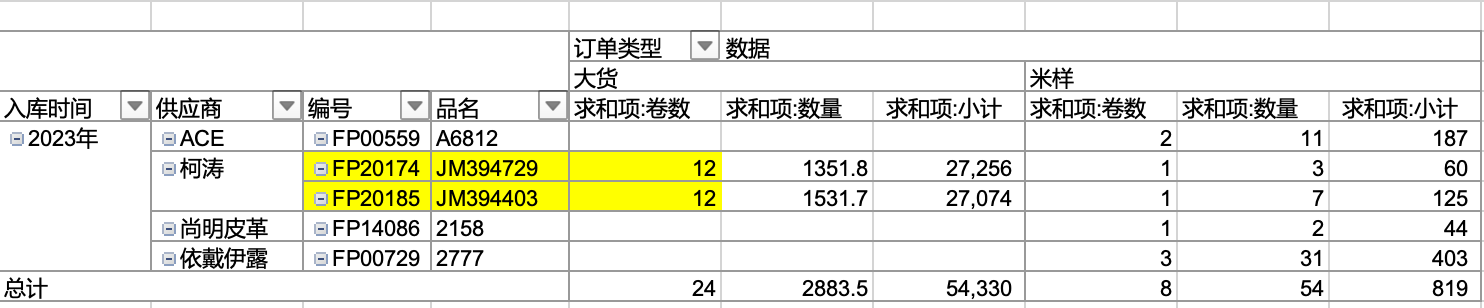 订单类型 数据
大货 米样
入库时间 供应商 编号 品名 求和项:卷数 求和项:数量 求和项:小计 求和项:卷数 求和项:数量 求和项:小计
2023年 ACE FP00559 A6812 2 11 187
柯涛 FP20174 JM394729 12 1351.8 27,256 1 3 60
FP20185 JM394403 12 1531.7 27,074 1 7 125
尚明皮革 FP14086 2158 1 2 44
依戴伊露 FP00729 2777 3 31 403
总计 24 2883.5 54,330 8 54 819